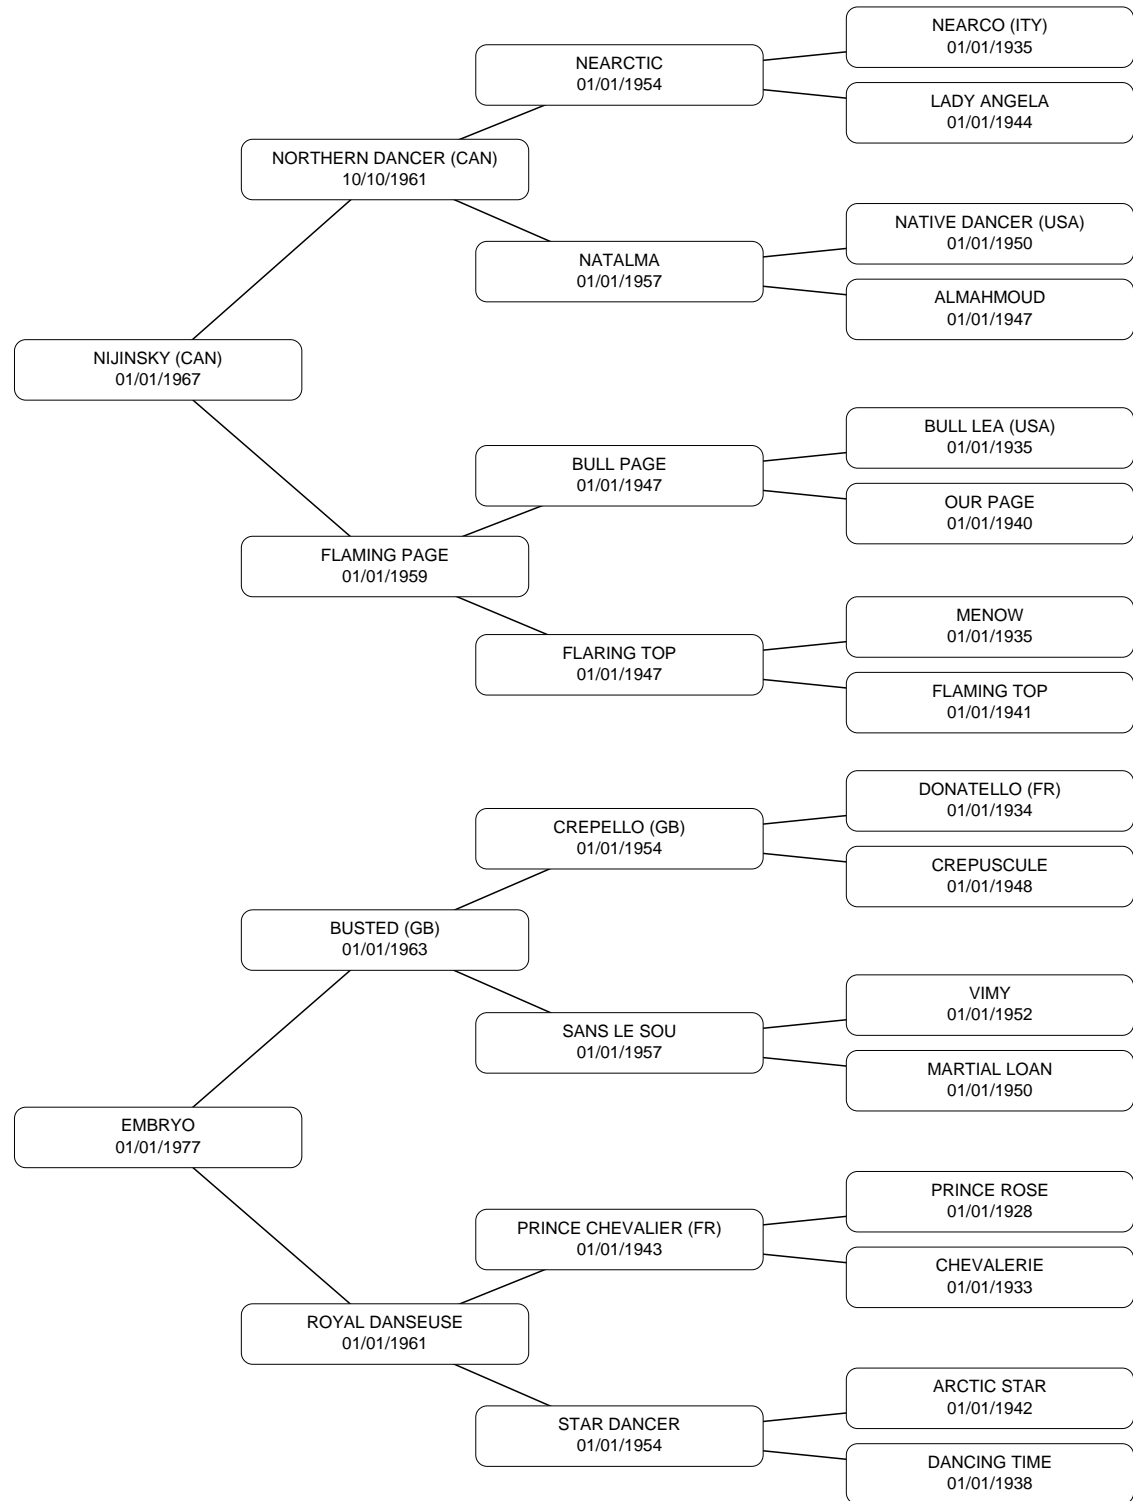 NEARCO (ITY)
01/01/1935
NEARCTIC
01/01/1954
LADY ANGELA
01/01/1944
NORTHERN DANCER (CAN)
10/10/1961
NATIVE DANCER (USA)
01/01/1950
NATALMA
01/01/1957
ALMAHMOUD
01/01/1947
NIJINSKY (CAN)
01/01/1967
BULL LEA (USA)
01/01/1935
BULL PAGE
01/01/1947
OUR PAGE
01/01/1940
FLAMING PAGE
01/01/1959
MENOW
01/01/1935
FLARING TOP
01/01/1947
FLAMING TOP
01/01/1941
DONATELLO (FR)
01/01/1934
CREPELLO (GB)
01/01/1954
CREPUSCULE
01/01/1948
BUSTED (GB)
01/01/1963
VIMY
01/01/1952
SANS LE SOU
01/01/1957
MARTIAL LOAN
01/01/1950
EMBRYO
01/01/1977
PRINCE ROSE
01/01/1928
PRINCE CHEVALIER (FR)
01/01/1943
CHEVALERIE
01/01/1933
ROYAL DANSEUSE
01/01/1961
ARCTIC STAR
01/01/1942
STAR DANCER
01/01/1954
DANCING TIME
01/01/1938